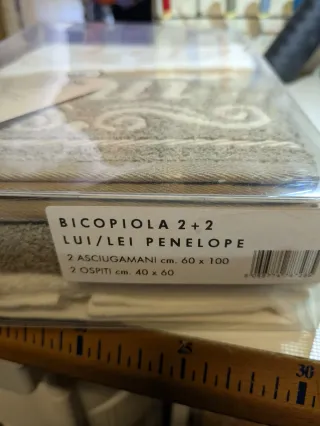 BICOPIOLA 2+2
LUI/LEI PENELOPE
2 ASCIUGAMANI cm. 60 x 100
2 OSPITI cm. 40 x 60
25
30